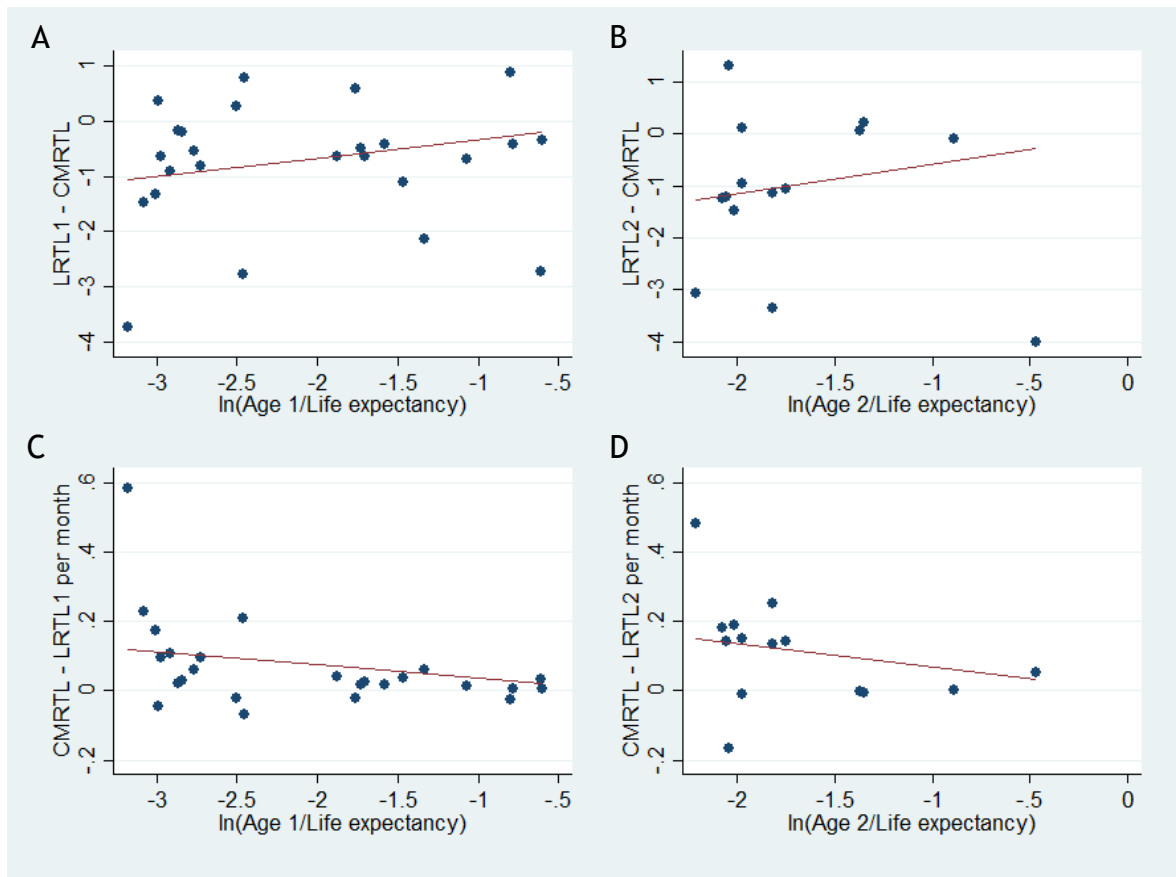 A
LRTL1 - CMRTL
1
0
-1
-2
-3
-4
-3 -2.5 -2 -1.5 -1 -.5
ln(Age 1/Life expectancy)
B
LRTL2 - CMRTL
1
0
-1
-2
-3
-4
-2 -1.5 -1 -.5 0
ln(Age 2/Life expectancy)
C
CMRTL - LRTL1 per month
.6
.4
.2
0
-.2
-3 -2.5 -2 -1.5 -1 -.5
ln(Age 1/Life expectancy)
D
CMRTL - LRTL2 per month
.6
.4
.2
0
-.2
-2 -1.5 -1 -.5 0
ln(Age 2/Life expectancy)